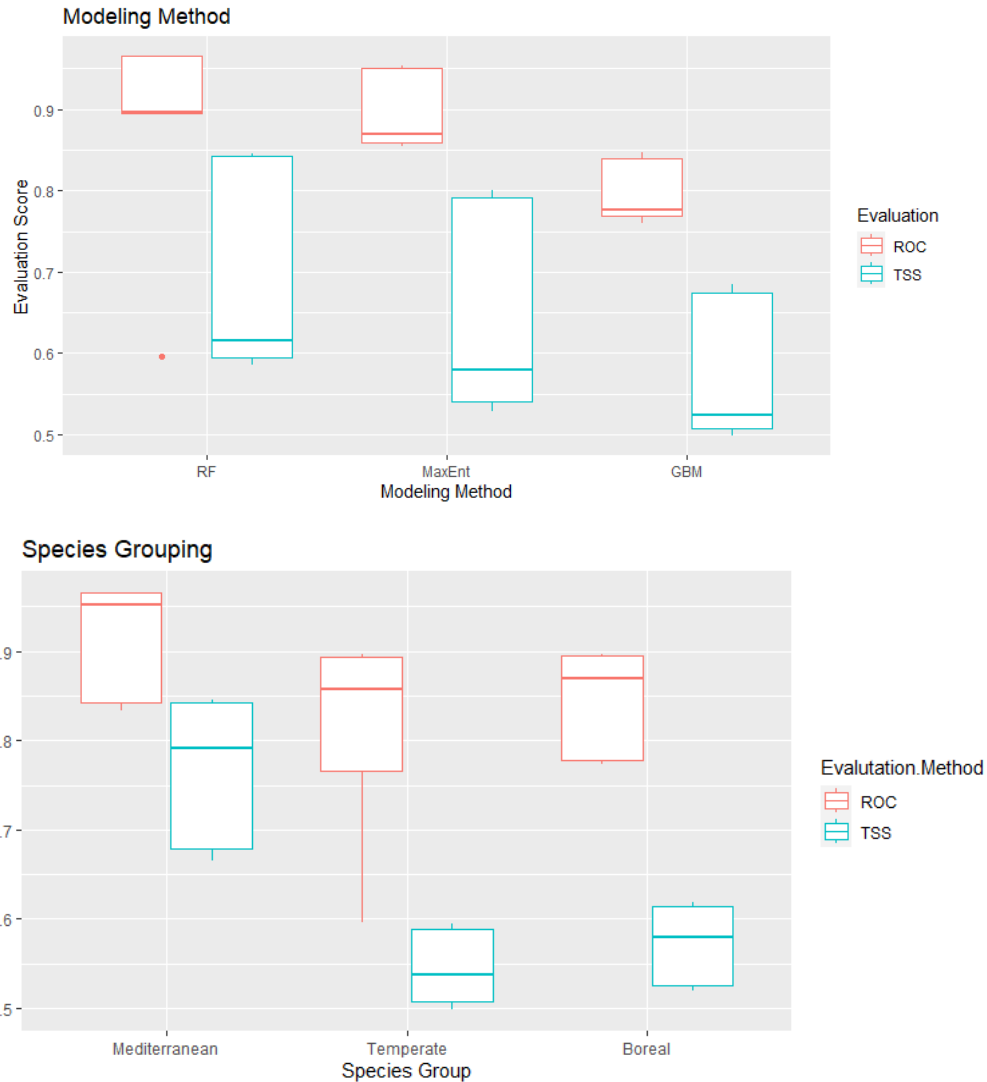 Modeling Method
0.9
0.8
0.7
0.6
0.5
Evaluation Score
RF MaxEnt GBM
Modeling Method
Evaluation
ROC
TSS
Species Grouping
.9
.8
.7
.6
.5
Mediterranean Temperate Boreal
Species Group
Evalutation.Method
ROC
TSS